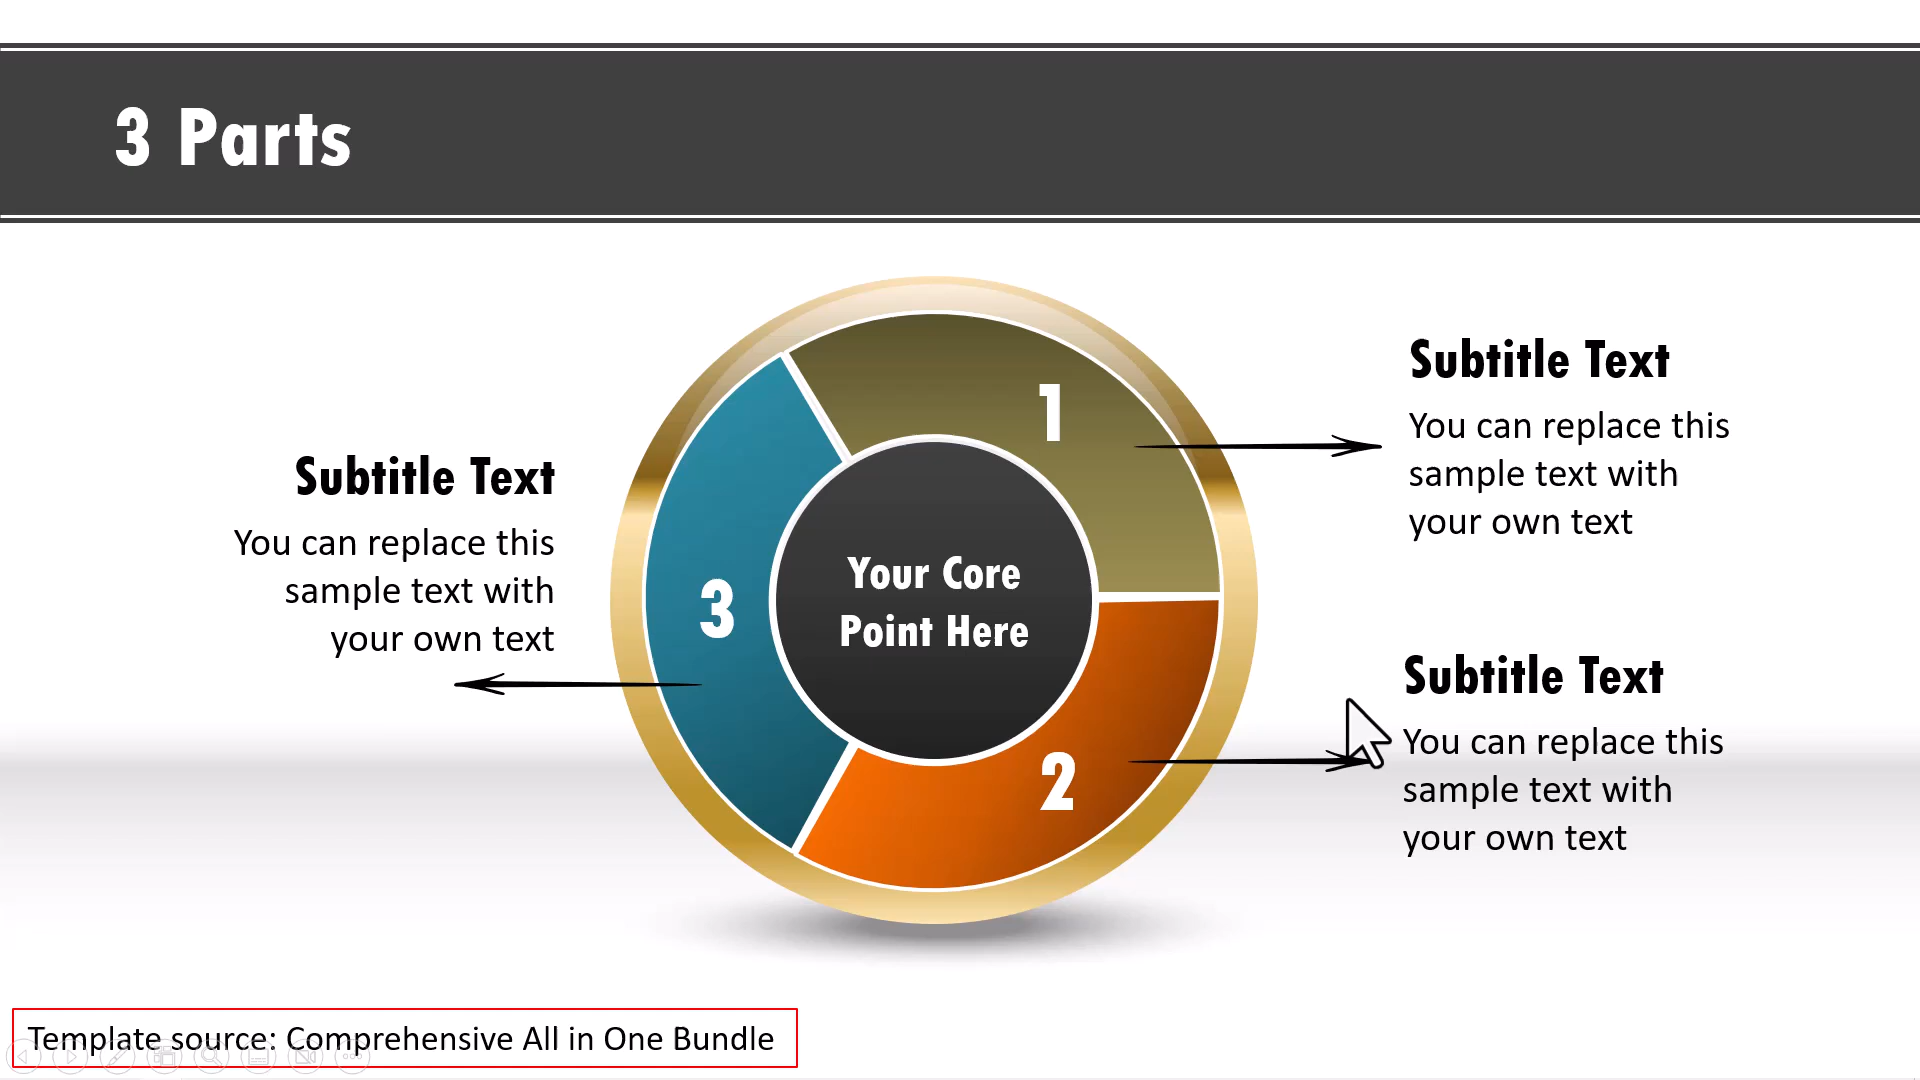 3 Parts
1
Subtitle Text
You can replace this
sample text with
your own text
Subtitle Text
You can replace this
sample text with
your own text
3
Your Core
Point Here
2
Subtitle Text
You can replace this
sample text with
your own text
Template source: Comprehensive All in One Bundle